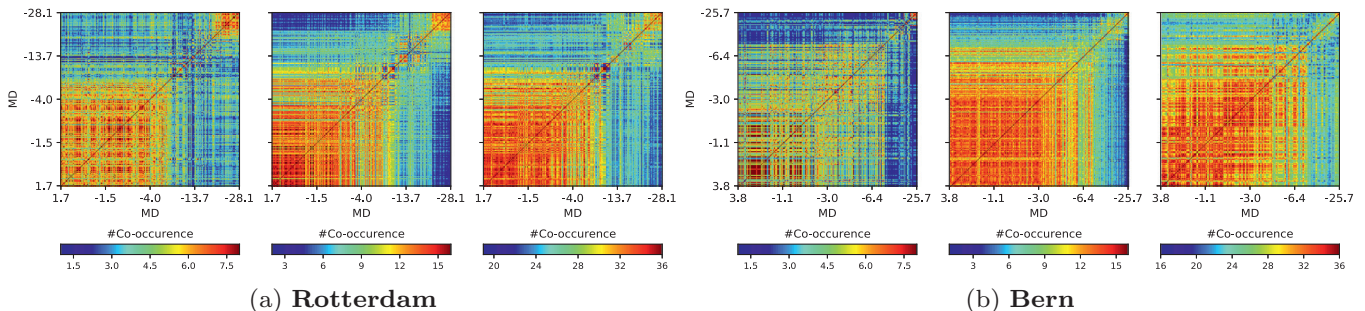 -28.1
-13.7
MD
-4.0
-1.5
1.7
1.7 -1.5 -4.0 -13.7 -28.1
MD
#Co-occurence
1.5 3.0 4.5 6.0 7.5
1.7 -1.5 -4.2 -13.7 -28.1
MD
#Co-occurence
3 6 9 12 15
1.7 -1.5 -4.0 -13.7 -28.1
MD
#Co-occurence
20 24 28 32 36
(a) Rotterdam
-25.7
-6.4
MD
-3.0
-1.1
3.8
3.8 -1.1 -3.0 -6.4 -25.7
MD
#Co-occurence
1.5 3.0 4.5 6.0 7.5
3.8 -1.1 -3.0 -6.4 -25.7
MD
#Co-occurence
3 6 9 12 15
3.8 -1.1 -3.0 -6.4 -25.7
MD
#Co-occurence
16 20 24 28 32 36
(b) Bern